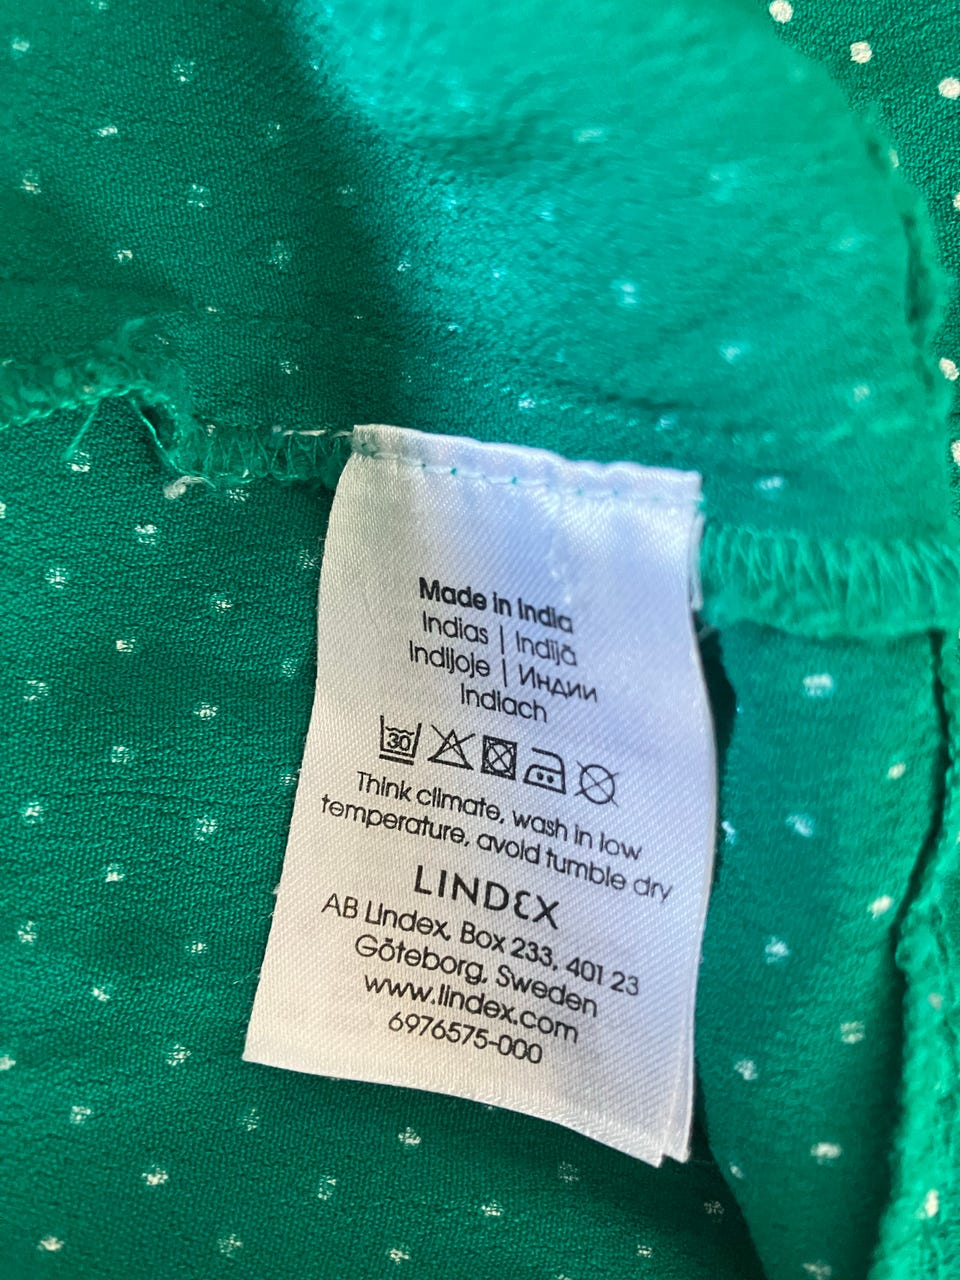 Made in India
Indias | Indijā
Indijoje | Индии
Indiach
30
Think climate, wash in low
temperature, avoid tumble dry
LINDEX
AB Lindex, Box 233, 401 23
Göteborg, Sweden
www.lindex.com
6976575-000